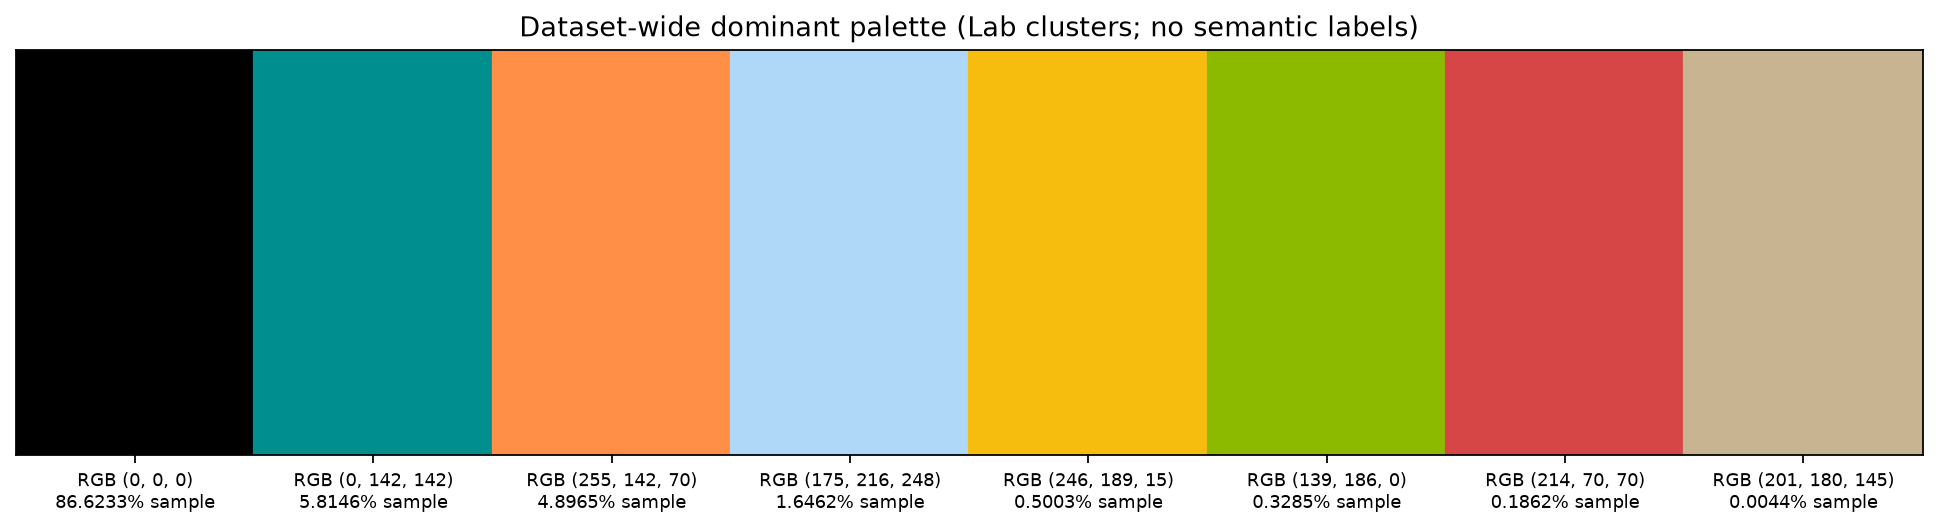 Dataset-wide dominant palette (Lab clusters; no semantic labels)
RGB (0, 0, 0)
86.6233% sample
RGB (0, 142, 142)
5.8146% sample
RGB (255, 142, 70)
4.8965% sample
RGB (175, 216, 248)
1.6462% sample
RGB (246, 189, 15)
0.5003% sample
RGB (139, 186, 0)
0.3285% sample
RGB (214, 70, 70)
0.1862% sample
RGB (201, 180, 145)
0.0044% sample